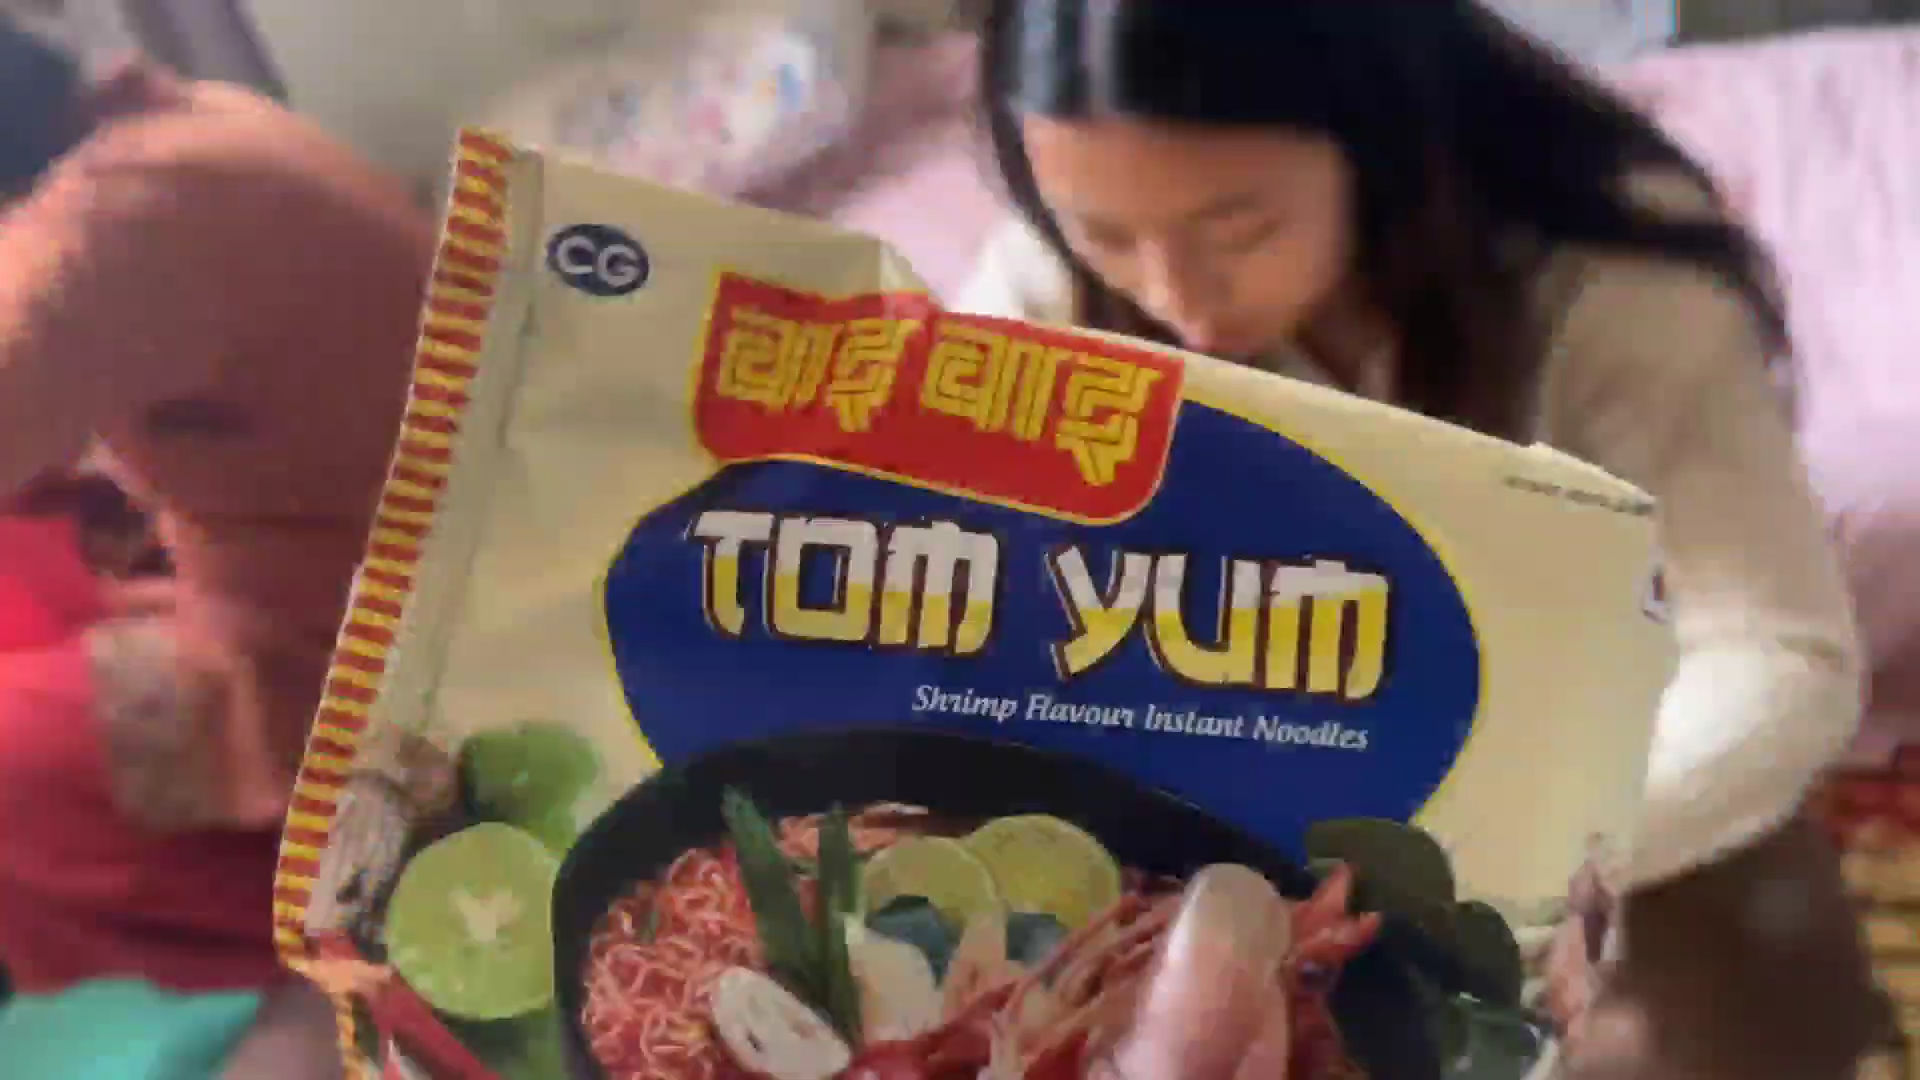 CG
वाइ वाइ
TOM YUM
Shrimp Flavour Instant Noodles